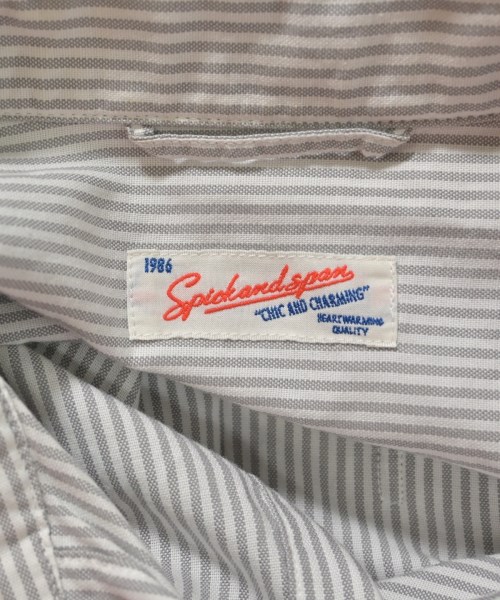 1986
Spickandspan
"CHIC AND CHARMING"
HEARTWARMING
QUALITY